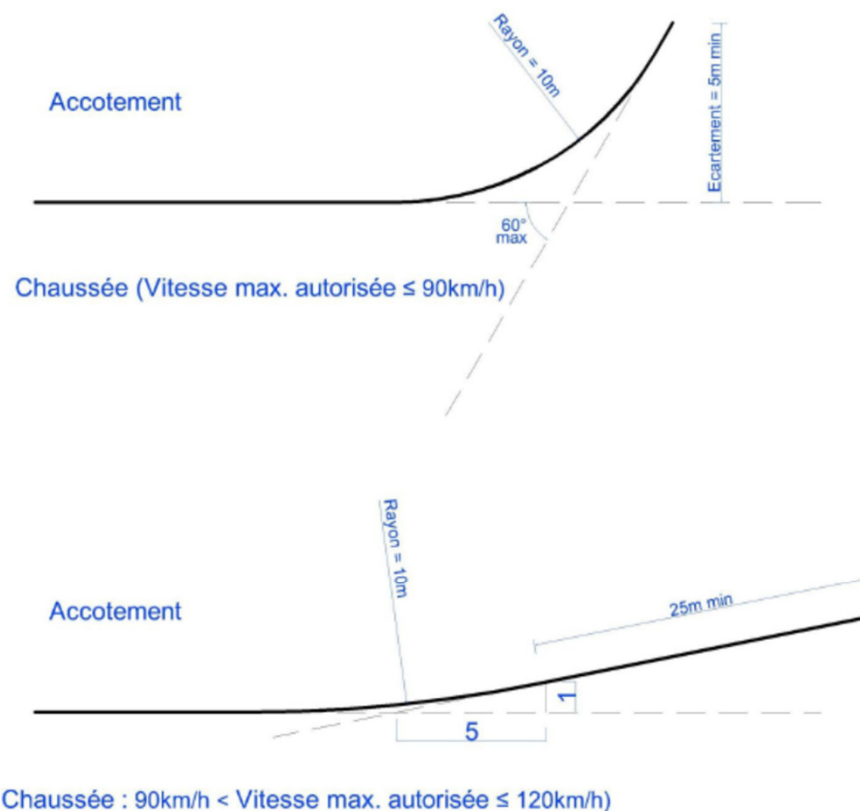 Rayon = 10m
Accotement
Ecartement = 5m min
60°
max
Chaussée (Vitesse max. autorisée ≤ 90km/h)
Rayon = 10m
Accotement
25m min
1
5
Chaussée : 90km/h < Vitesse max. autorisée ≤ 120km/h)